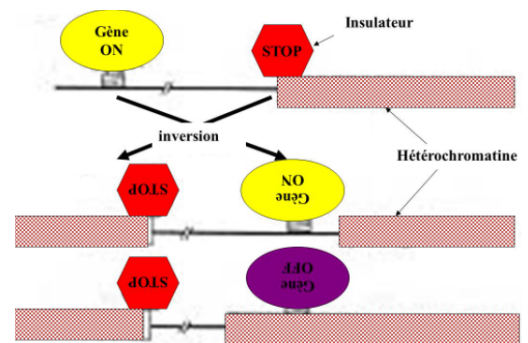 Gène
ON
STOP
Insulateur
inversion
Hétérochromatine
STOP
Gène
ON
STOP
Gène
OFF